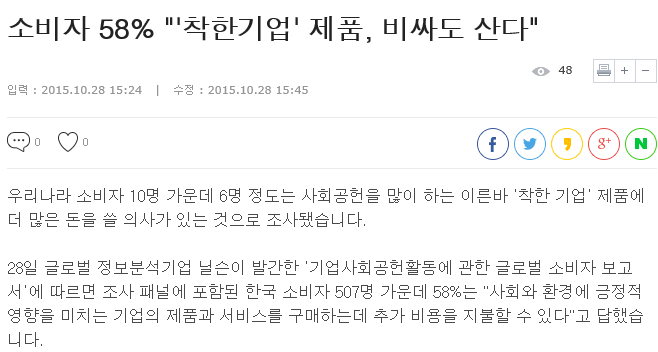 소비자 58% "'착한기업' 제품, 비싸도 산다"
48
입력 : 2015.10.28 15:24 | 수정 : 2015.10.28 15:45
0 0
우리나라 소비자 10명 가운데 6명 정도는 사회공헌을 많이 하는 이른바 '착한 기업' 제품에
더 많은 돈을 쓸 의사가 있는 것으로 조사됐습니다.
28일 글로벌 정보분석기업 닐슨이 발간한 '기업사회공헌활동에 관한 글로벌 소비자 보고
서'에 따르면 조사 패널에 포함된 한국 소비자 507명 가운데 58%는 "사회와 환경에 긍정적
영향을 미치는 기업의 제품과 서비스를 구매하는데 추가 비용을 지불할 수 있다"고 답했습
니다.